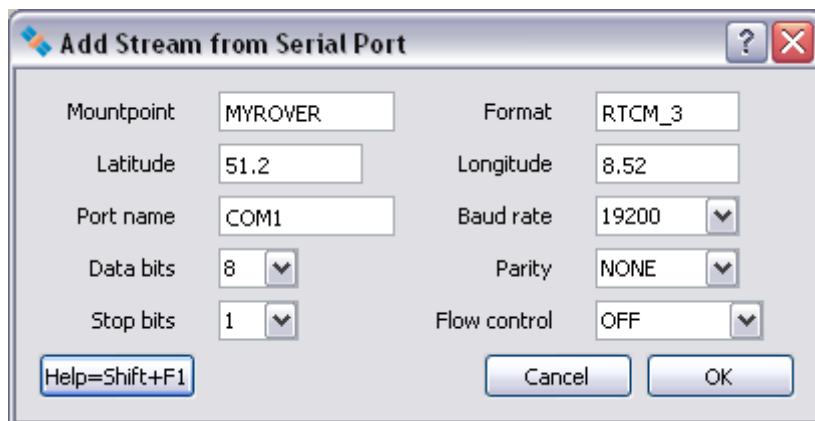 Add Stream from Serial Port
Mountpoint MYROVER Format RTCM_3
Latitude 51.2 Longitude 8.52
Port name COM1 Baud rate 19200
Data bits 8 Parity NONE
Stop bits 1 Flow control OFF
Help=Shift+F1 Cancel OK